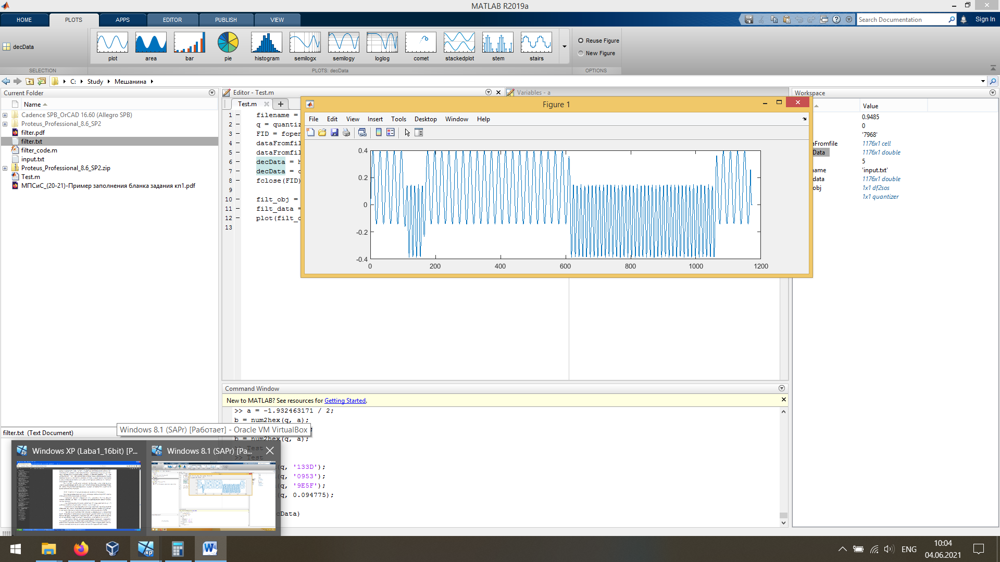 MATLAB R2019a
HOME PLOTS APPS EDITOR PUBLISH VIEW
Search Documentation Sign In
decData
plot area bar pie histogram semilogx semilogy loglog comet stackedplot stem stairs
Reuse Figure
New Figure
SELECTION PLOTS: decData OPTIONS
C: Study Мешанина
Current Folder
Name
Cadence SPB_OrCAD 16.60 (Allegro SPB)
Proteus_Professional_8.6_SP2
filter.pdf
filter.txt
filter_code.m
input.txt
Proteus_Professional_8.6_SP2.zip
Test.m
МПСиС_(20-21)-Пример заполнения бланка задания кп1.pdf
filter.txt (Text Document)
Editor - Test.m
Variables - a
Test.m
1 filename =
2 q = quantiz
3 FID = fopen
4 dataFromfil
5 dataFromfil
6 decData = h
7 decData =
8 fclose(FID)
9
10 filt_obj =
11 filt_data =
12 plot(filt_
13
Figure 1
File Edit View Insert Tools Desktop Window Help
0.4
0.2
0
-0.2
-0.4
0 200 400 600 800 1000 1200
Workspace
Value
0.9485
0
'7968'
aFromfile 1176x1 cell
Data 1176x1 double
5
name 'input.txt'
data 1176x1 double
obj 1x1 df2sos
1x1 quantizer
Command Window
New to MATLAB? See resources for Getting Started.
>> a = -1.932463171 / 2;
b = num2hex(q, a);
b = num2hex(q, a);
>> Test
>> Test
(q, '133D');
(q, '0953');
(q, '9E5F');
(q, 0.094775);
cData)
Windows 8.1 (SAPr) [Работает] - Oracle VM VirtualBox
Windows XP (Laba1_16bit) [P...
Windows 8.1 (SAPr) [Ра...
ENG
10:04
04.06.2021